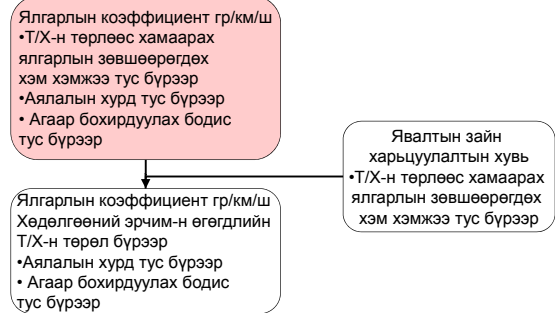 Ялгарлын коэффициент гр/км/ш
•Т/Х-н төрлөөс хамаарах
ялгарлын зөвшөөрөгдөх
хэм хэмжээ тус бүрээр
•Аялалын хурд тус бүрээр
• Агаар бохирдуулах бодис
тус бүрээр
Явалтын зайн
харьцуулалтын хувь
•Т/Х-н төрлөөс хамаарах
ялгарлын зөвшөөрөгдөх
хэм хэмжээ тус бүрээр
Ялгарлын коэффициент гр/км/ш
Хөдөлгөөний эрчим-н өгөгдлийн
Т/Х-н төрөл бүрээр
•Аялалын хурд тус бүрээр
• Агаар бохирдуулах бодис
тус бүрээр